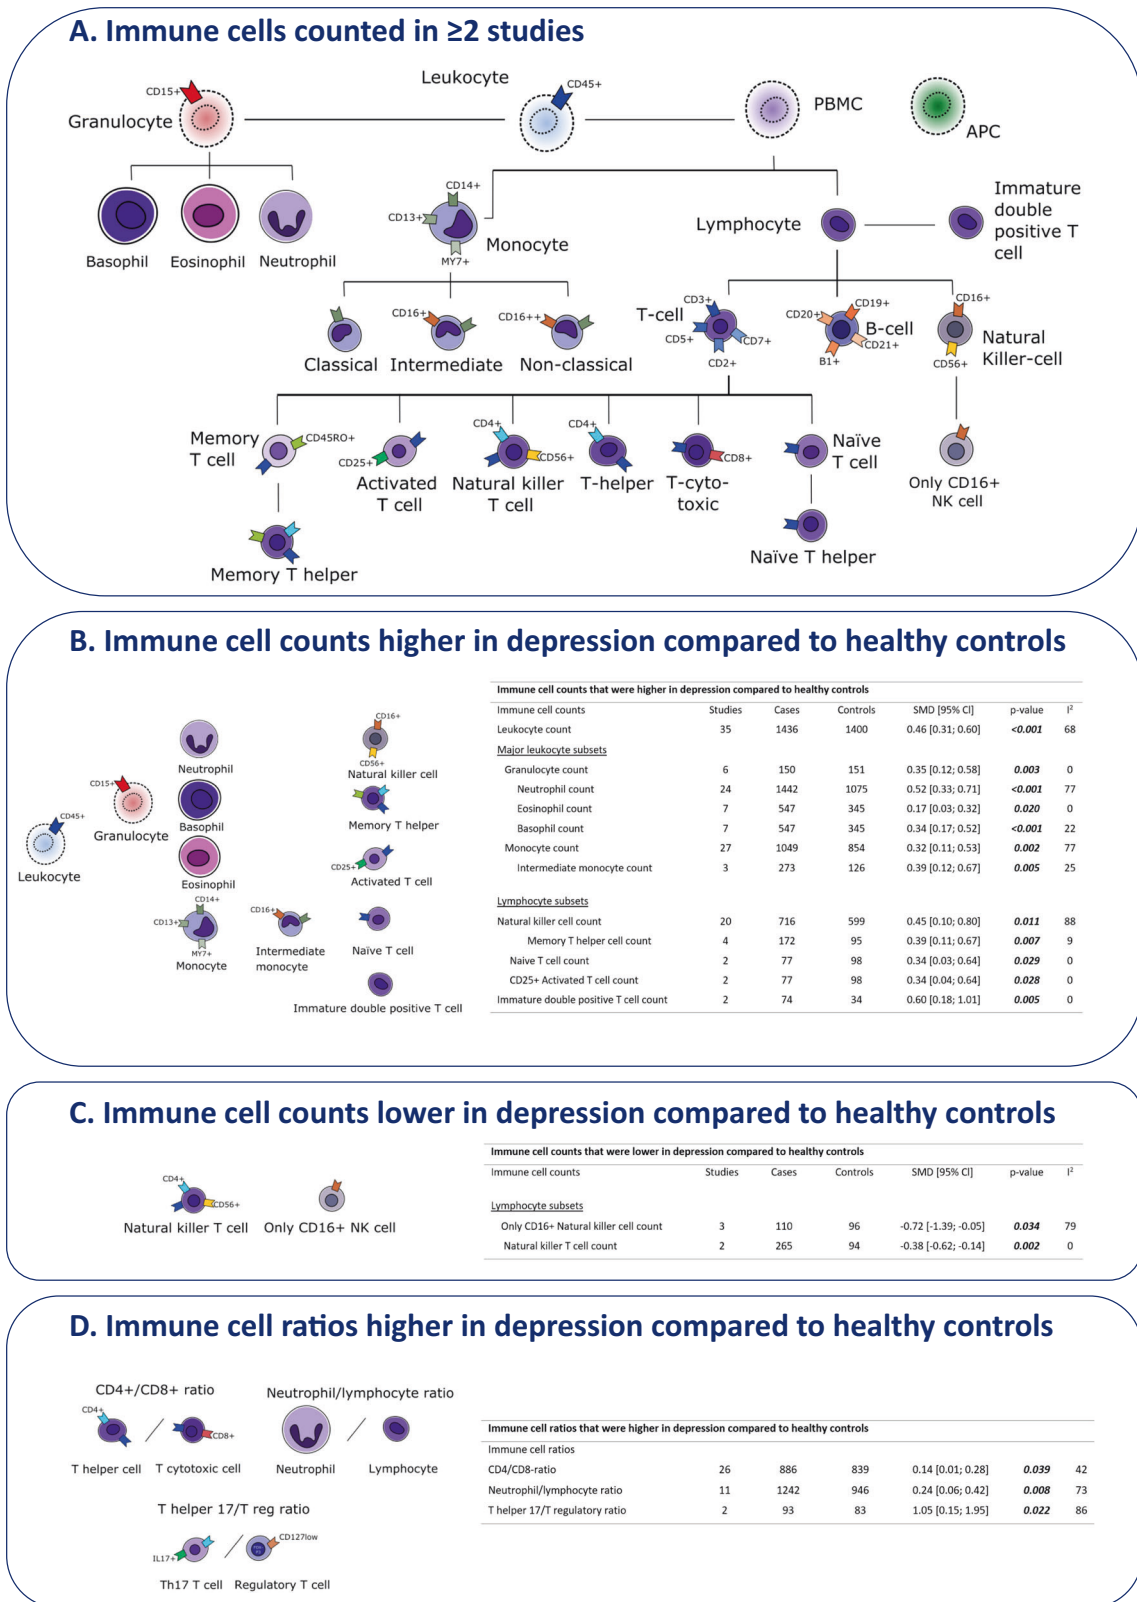 A. Immune cells counted in ≥2 studies
CD15+
Granulocyte
Leukocyte
CD45+
PBMC
APC
Basophil
Eosinophil
Neutrophil
CD14+
CD13+
MY7+
Monocyte
Lymphocyte
Immature
double
positive T
cell
Classical
CD16+
Intermediate
CD16++
Non-classical
CD3+
T-cell
CD5+
CD7+
CD2+
CD19+
CD20+
B-cell
CD21+
B1+
CD16+
Natural
Killer-cell
CD56+
Memory
T cell
CD45RO+
CD25+
Activated
T cell
CD4+
CD56+
Natural killer
T cell
CD4+
T-helper
CD8+
T-cyto-
toxic
Naïve
T cell
Only CD16+
NK cell
Memory T helper
Naïve T helper
B. Immune cell counts higher in depression compared to healthy controls
CD45+
Leukocyte
CD15+
Granulocyte
Neutrophil
Basophil
Eosinophil
CD14+
CD13+
MY7+
Monocyte
CD16+
Intermediate
monocyte
CD16+
CD56+
Natural killer cell
Memory T helper
CD25+
Activated T cell
Naïve T cell
Immature double positive T cell
Immune cell counts that were higher in depression compared to healthy controls
Immune cell counts Studies Cases Controls SMD [95% CI] p-value I²
Leukocyte count 35 1436 1400 0.46 [0.31; 0.60] <0.001 68
Major leukocyte subsets
Granulocyte count 6 150 151 0.35 [0.12; 0.58] 0.003 0
Neutrophil count 24 1442 1075 0.52 [0.33; 0.71] <0.001 77
Eosinophil count 7 547 345 0.17 [0.03; 0.32] 0.020 0
Basophil count 7 547 345 0.34 [0.17; 0.52] <0.001 22
Monocyte count 27 1049 854 0.32 [0.11; 0.53] 0.002 77
Intermediate monocyte count 3 273 126 0.39 [0.12; 0.67] 0.005 25
Lymphocyte subsets
Natural killer cell count 20 716 599 0.45 [0.10; 0.80] 0.011 88
Memory T helper cell count 4 172 95 0.39 [0.11; 0.67] 0.007 9
Naive T cell count 2 77 98 0.34 [0.03; 0.64] 0.029 0
CD25+ Activated T cell count 2 77 98 0.34 [0.04; 0.64] 0.028 0
Immature double positive T cell count 2 74 34 0.60 [0.18; 1.01] 0.005 0
C. Immune cell counts lower in depression compared to healthy controls
CD4+
CD56+
Natural killer T cell
Only CD16+ NK cell
Immune cell counts that were lower in depression compared to healthy controls
Immune cell counts Studies Cases Controls SMD [95% CI] p-value I²
Lymphocyte subsets
Only CD16+ Natural killer cell count 3 110 96 -0.72 [-1.39; -0.05] 0.034 79
Natural killer T cell count 2 265 94 -0.38 [-0.62; -0.14] 0.002 0
D. Immune cell ratios higher in depression compared to healthy controls
CD4+/CD8+ ratio
CD4+
CD8+
T helper cell T cytotoxic cell
Neutrophil/lymphocyte ratio
Neutrophil Lymphocyte
T helper 17/T reg ratio
IL17+
CD127low
Th17 T cell Regulatory T cell
Immune cell ratios that were higher in depression compared to healthy controls
Immune cell ratios
CD4/CD8-ratio 26 886 839 0.14 [0.01; 0.28] 0.039 42
Neutrophil/lymphocyte ratio 11 1242 946 0.24 [0.06; 0.42] 0.008 73
T helper 17/T regulatory ratio 2 93 83 1.05 [0.15; 1.95] 0.022 86